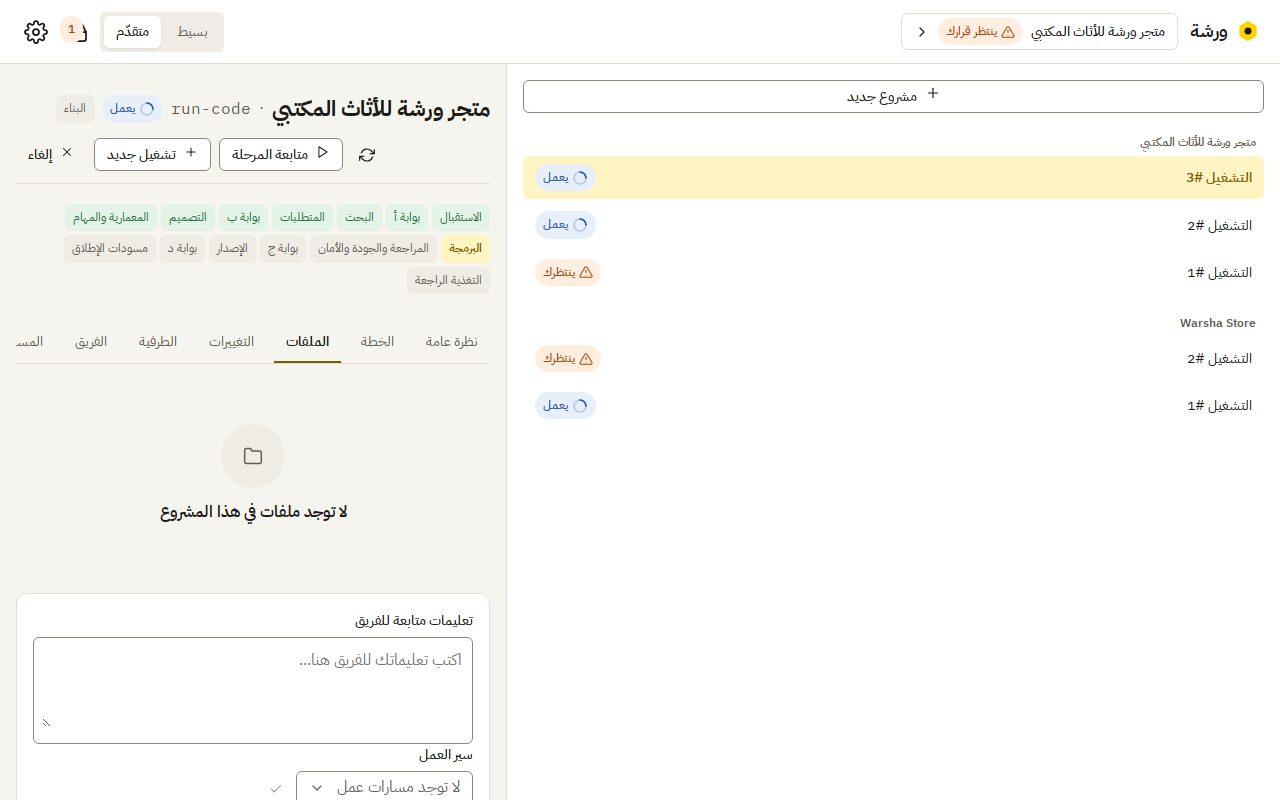 ورشة
متجر ورشة للأثاث المكتبي
ينتظر قرارك
بسيط
متقدّم
1
مشروع جديد
متجر ورشة للأثاث المكتبي
التشغيل #3
يعمل
التشغيل #2
يعمل
التشغيل #1
ينتظرك
Warsha Store
التشغيل #2
ينتظرك
التشغيل #1
يعمل
متجر ورشة للأثاث المكتبي · run-code يعمل البناء
متابعة المرحلة
تشغيل جديد
إلغاء
الاستقبال بوابة أ البحث المتطلبات بوابة ب التصميم المعمارية والمهام
البرمجة المراجعة والجودة والأمان بوابة ج الإصدار بوابة د مسودات الإطلاق
التغذية الراجعة
نظرة عامة الخطة الملفات التغييرات الطرفية الفريق المس
لا توجد ملفات في هذا المشروع
تعليمات متابعة للفريق
اكتب تعليماتك للفريق هنا...
سير العمل
لا توجد مسارات عمل